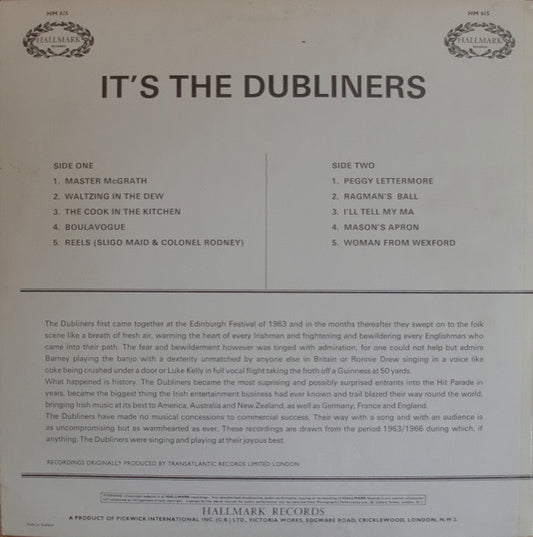 HM 615 HM 615
HALLMARK HALLMARK
RECORDS RECORDS
IT'S THE DUBLINERS
SIDE ONE
1. MASTER McGRATH
2. WALTZING IN THE DEW
3. THE COOK IN THE KITCHEN
4. BOULAVOGUE
5. REELS (SLIGO MAID & COLONEL RODNEY)
SIDE TWO
1. PEGGY LETTERMORE
2. RAGMAN'S BALL
3. I'LL TELL MY MA
4. MASON'S APRON
5. WOMAN FROM WEXFORD
The Dubliners first came together at the Edinburgh Festival of 1963 and in the months thereafter they swept on to the folk
scene like a breath of fresh air, warming the heart of every Irishman and frightening and bewildering every Englishman who
came into their path. The fear and bewilderment however was tinged with admiration, for one could not help but admire
Barney playing the banjo with a dexterity unmatched by anyone else in Britain or Ronnie Drew singing in a voice like
coke being crushed under a door or Luke Kelly in full vocal flight taking the froth off a Guinness at 50 yards.
What happened is history. The Dubliners became the most suprising and possibly surprised entrants into the Hit Parade in
years, became the biggest thing the Irish entertainment business had ever known and trail blazed their way round the world,
bringing Irish music at its best to America, Australia and New Zealand, as well as Germany, France and England.
The Dubliners have made no musical concessions to commercial success. Their way with a song and with an audience is
as uncompromising but as warmhearted as ever. These recordings are drawn from the period 1963/1966 during which, if
anything, The Dubliners were singing and playing at their joyous best.
RECORDINGS ORIGINALLY PRODUCED BY TRANSATLANTIC RECORDS LIMITED LONDON
HALLMARK RECORDS
A PRODUCT OF PICKWICK INTERNATIONAL INC. (G.B.) LTD., VICTORIA WORKS, EDGWARE ROAD, CRICKLEWOOD, LONDON, N.W.2.
Made in England